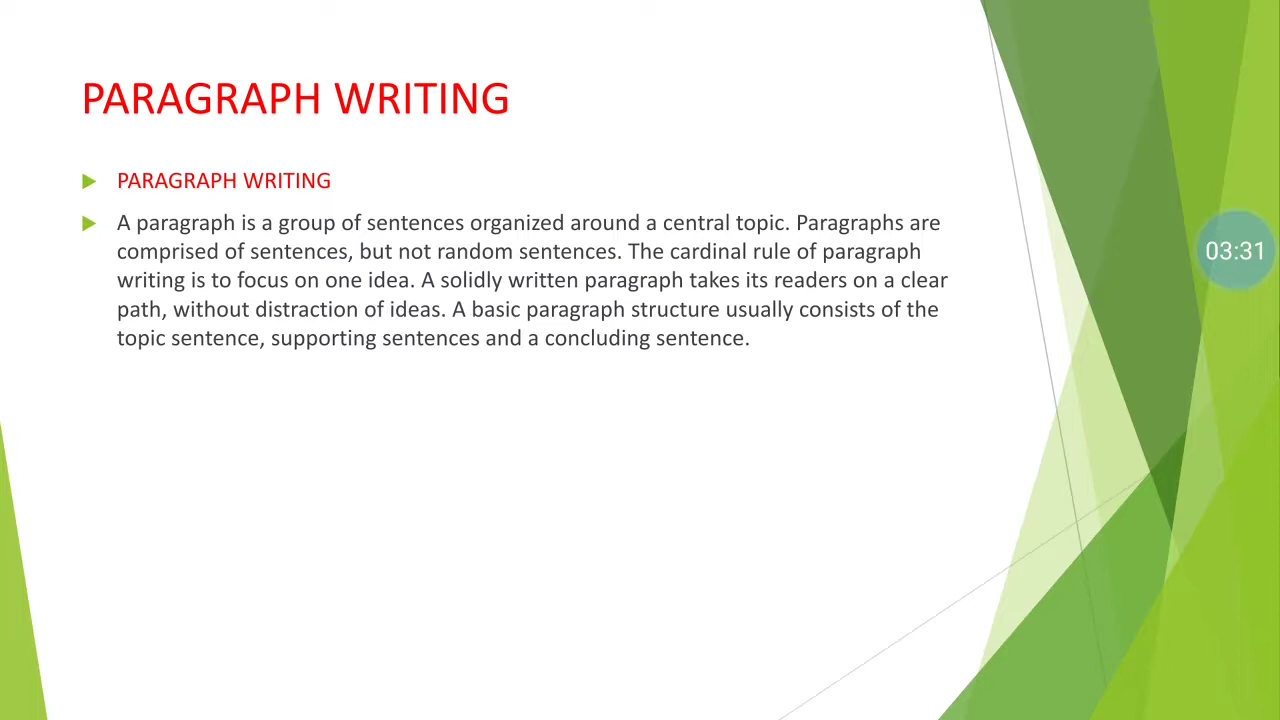 PARAGRAPH WRITING
PARAGRAPH WRITING
A paragraph is a group of sentences organized around a central topic. Paragraphs are
comprised of sentences, but not random sentences. The cardinal rule of paragraph
writing is to focus on one idea. A solidly written paragraph takes its readers on a clear
path, without distraction of ideas. A basic paragraph structure usually consists of the
topic sentence, supporting sentences and a concluding sentence.
03:31